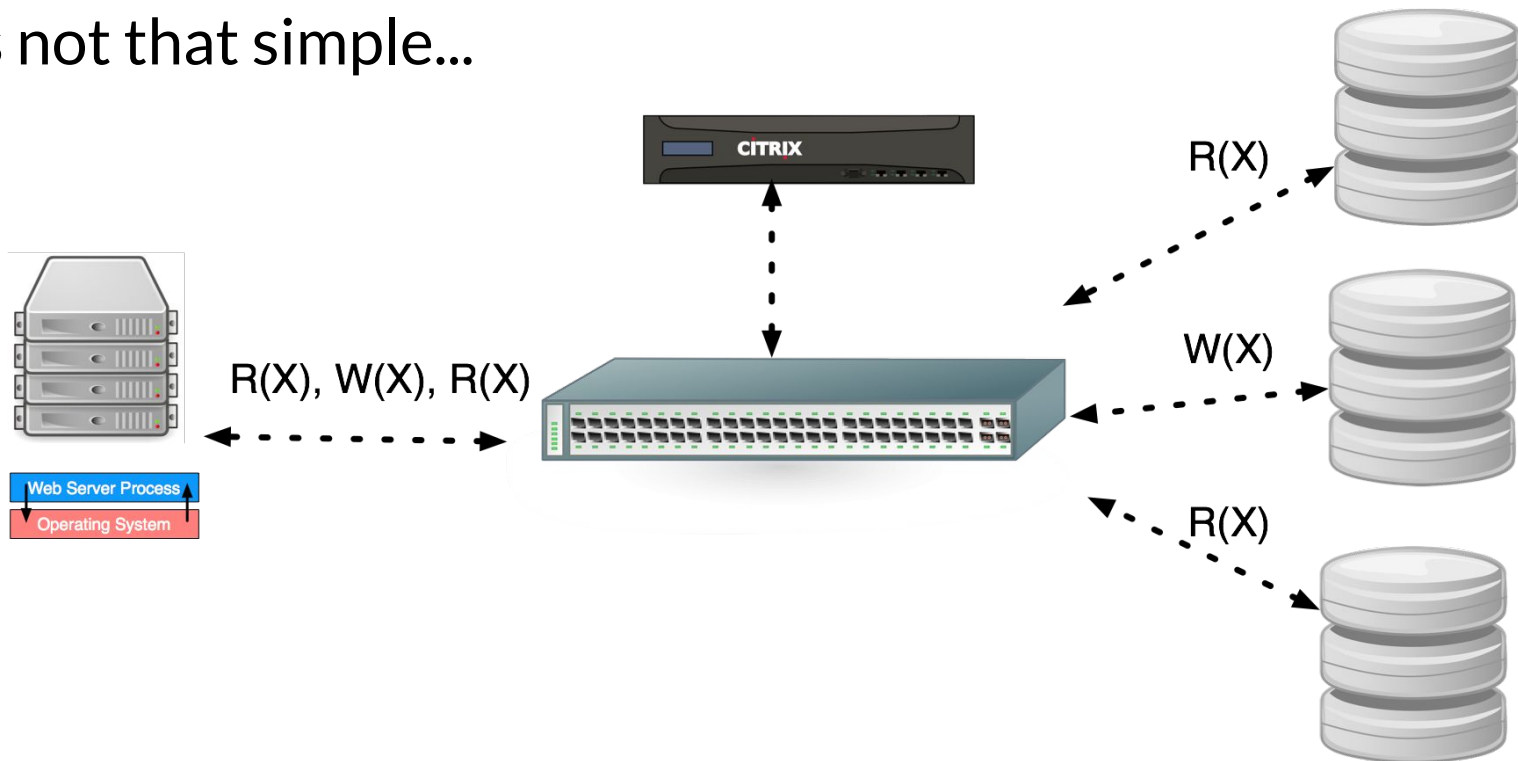 s not that simple...
CITRIX
R(X)
W(X)
R(X), W(X), R(X)
Web Server Process
Operating System
R(X)